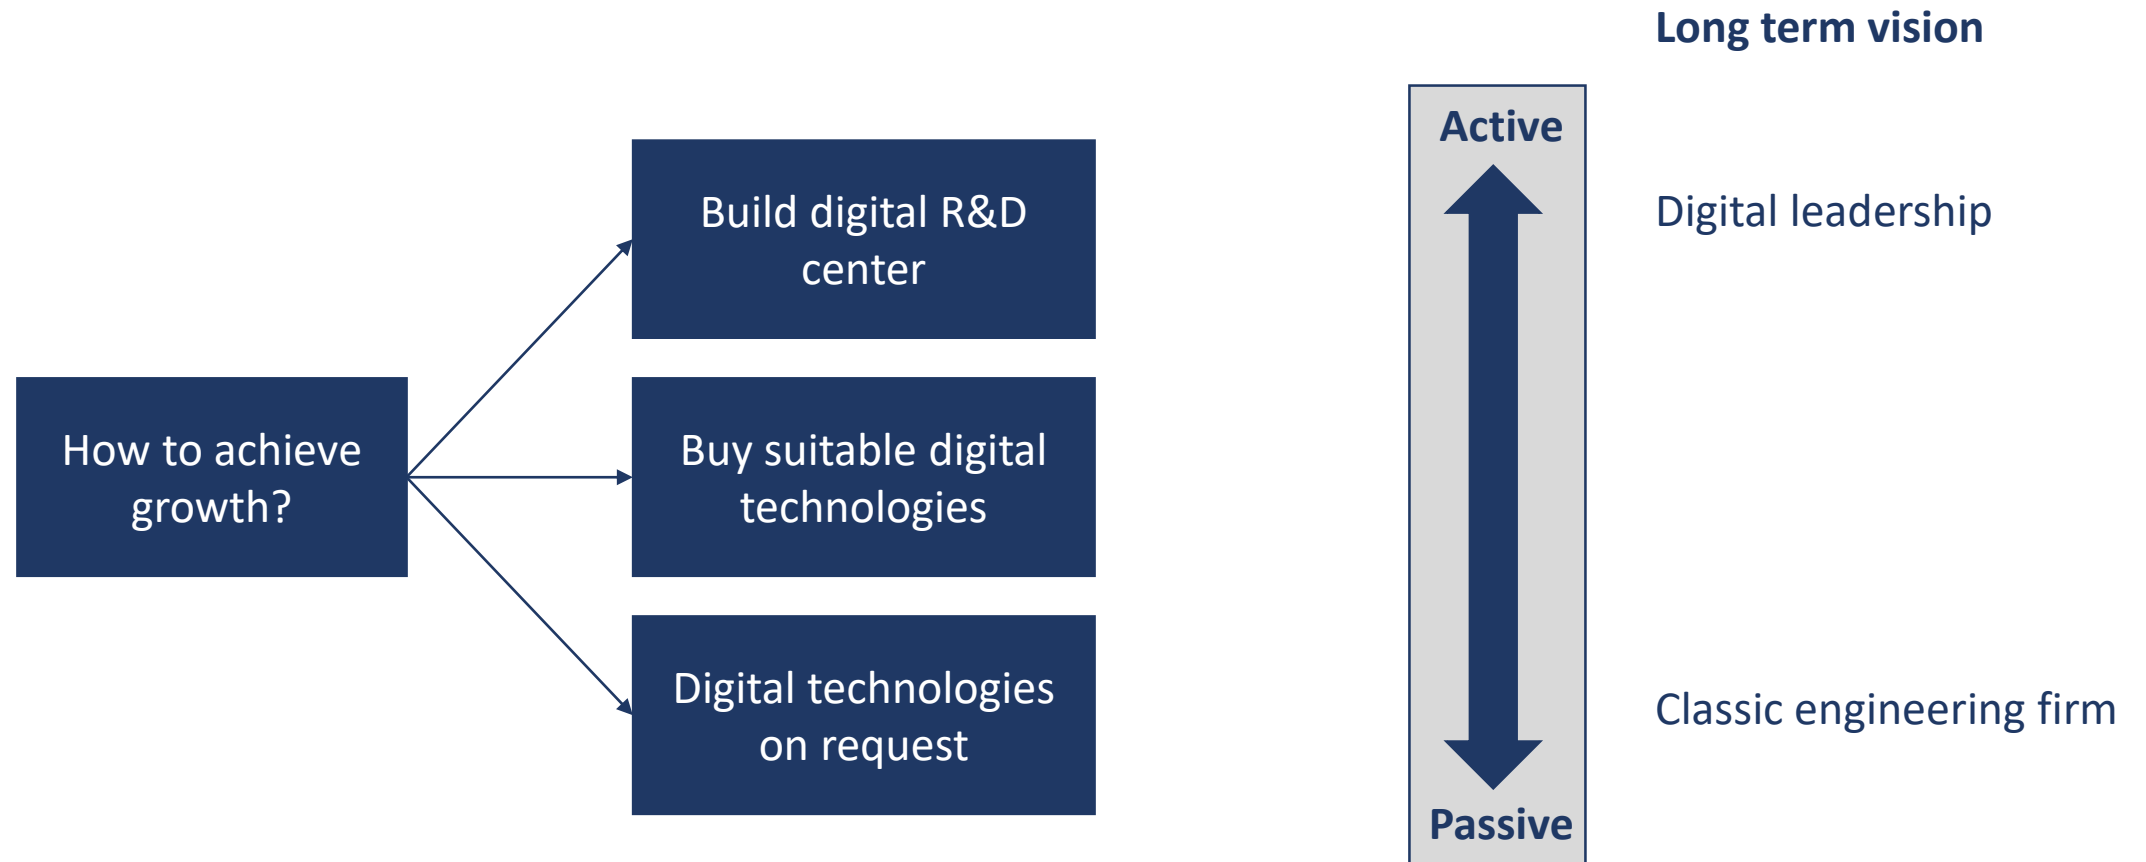 Long term vision
Active
Build digital R&D
center
Digital leadership
How to achieve
growth?
Buy suitable digital
technologies
Digital technologies
on request
Classic engineering firm
Passive